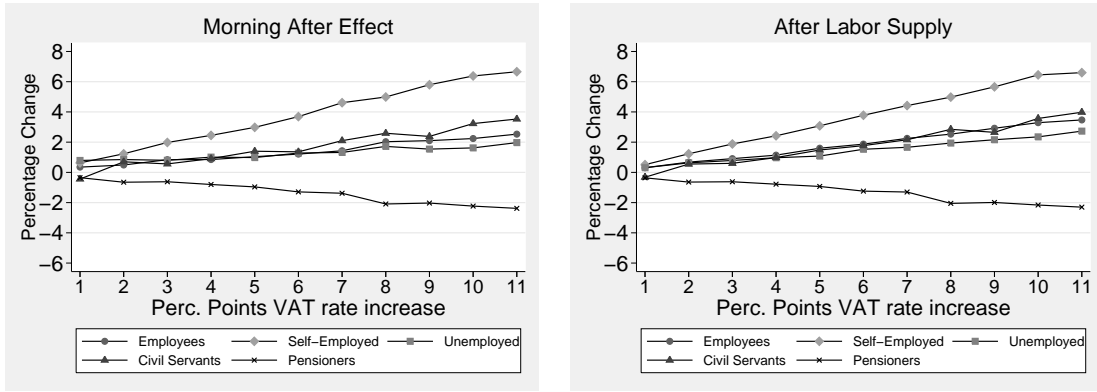 Morning After Effect
Percentage Change
8
6
4
2
0
−2
−4
−6
1 2 3 4 5 6 7 8 9 10 11
Perc. Points VAT rate increase
Employees Self−Employed Unemployed
Civil Servants Pensioners
After Labor Supply
Percentage Change
8
6
4
2
0
−2
−4
−6
1 2 3 4 5 6 7 8 9 10 11
Perc. Points VAT rate increase
Employees Self−Employed Unemployed
Civil Servants Pensioners